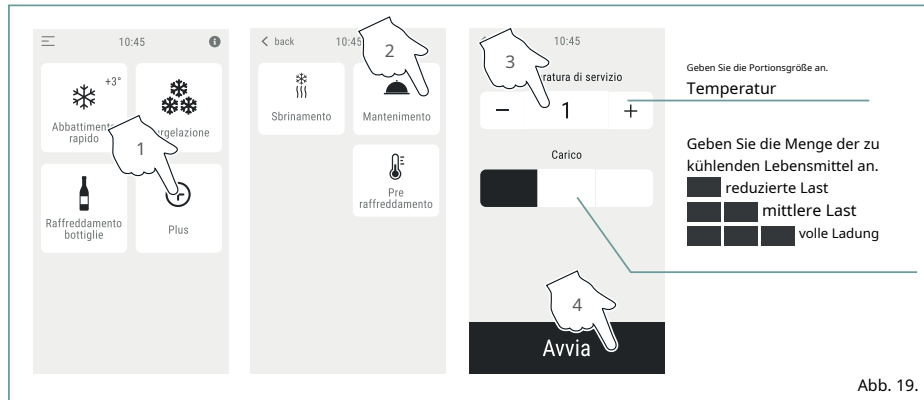 10:45
+3°
Abbattimento
rapido
Raffreddamento
bottiglie
Plus
1
back
10:45
Sbrinamento
Mantenimento
Pre
raffreddamento
2
10:45
3
di servizio
− 1 +
Carico
4
Avvia
Geben Sie die Portionsgröße an.
Temperatur
Geben Sie die Menge der zu
kühlenden Lebensmittel an.
reduzierte Last
mittlere Last
volle Ladung
Abb. 19.